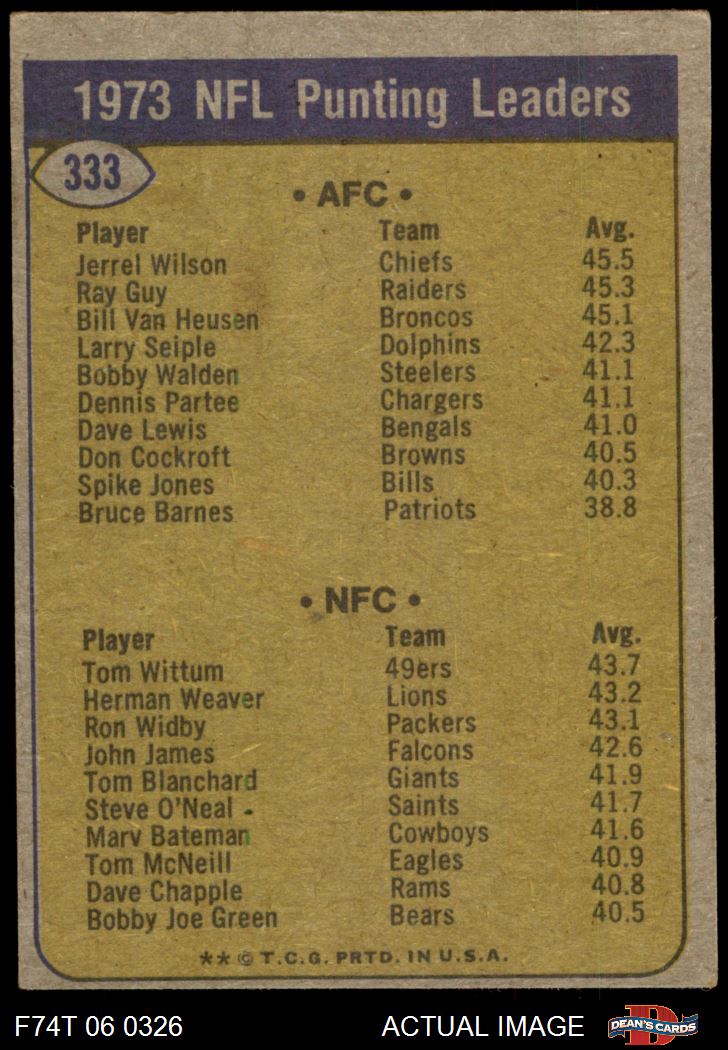 1973 NFL Punting Leaders
333
• AFC •
Player Team Avg.
Jerrel Wilson Chiefs 45.5
Ray Guy Raiders 45.3
Bill Van Heusen Broncos 45.1
Larry Seiple Dolphins 42.3
Bobby Walden Steelers 41.1
Dennis Partee Chargers 41.1
Dave Lewis Bengals 41.0
Don Cockroft Browns 40.5
Spike Jones Bills 40.3
Bruce Barnes Patriots 38.8
• NFC •
Player Team Avg.
Tom Wittum 49ers 43.7
Herman Weaver Lions 43.2
Ron Widby Packers 43.1
John James Falcons 42.6
Tom Blanchard Giants 41.9
Steve O'Neal Saints 41.7
Marv Bateman Cowboys 41.6
Tom McNeill Eagles 40.9
Dave Chapple Rams 40.8
Bobby Joe Green Bears 40.5
** © T.C.G. PRTD. IN U.S.A.
F74T 06 0326 ACTUAL IMAGE D DEAN'S CARDS